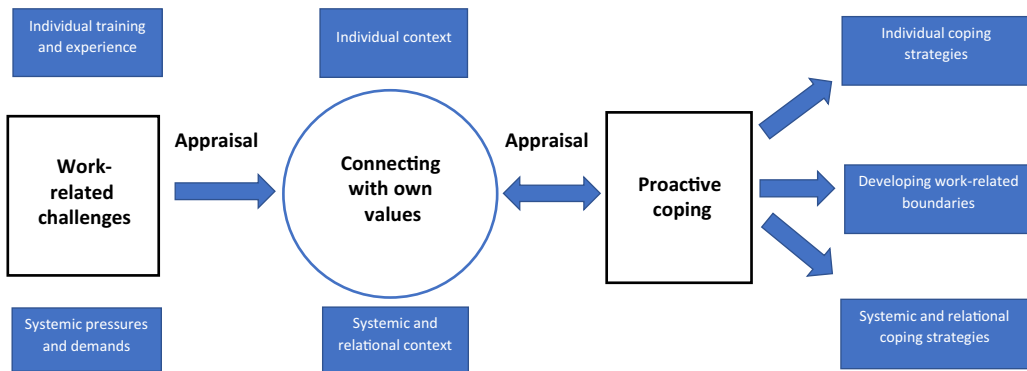 Individual training
and experience
Individual context
Individual coping
strategies
Work-
related
challenges
Appraisal
Connecting
with own
values
Appraisal
Proactive
coping
Developing work-related
boundaries
Systemic pressures
and demands
Systemic and
relational context
Systemic and relational
coping strategies